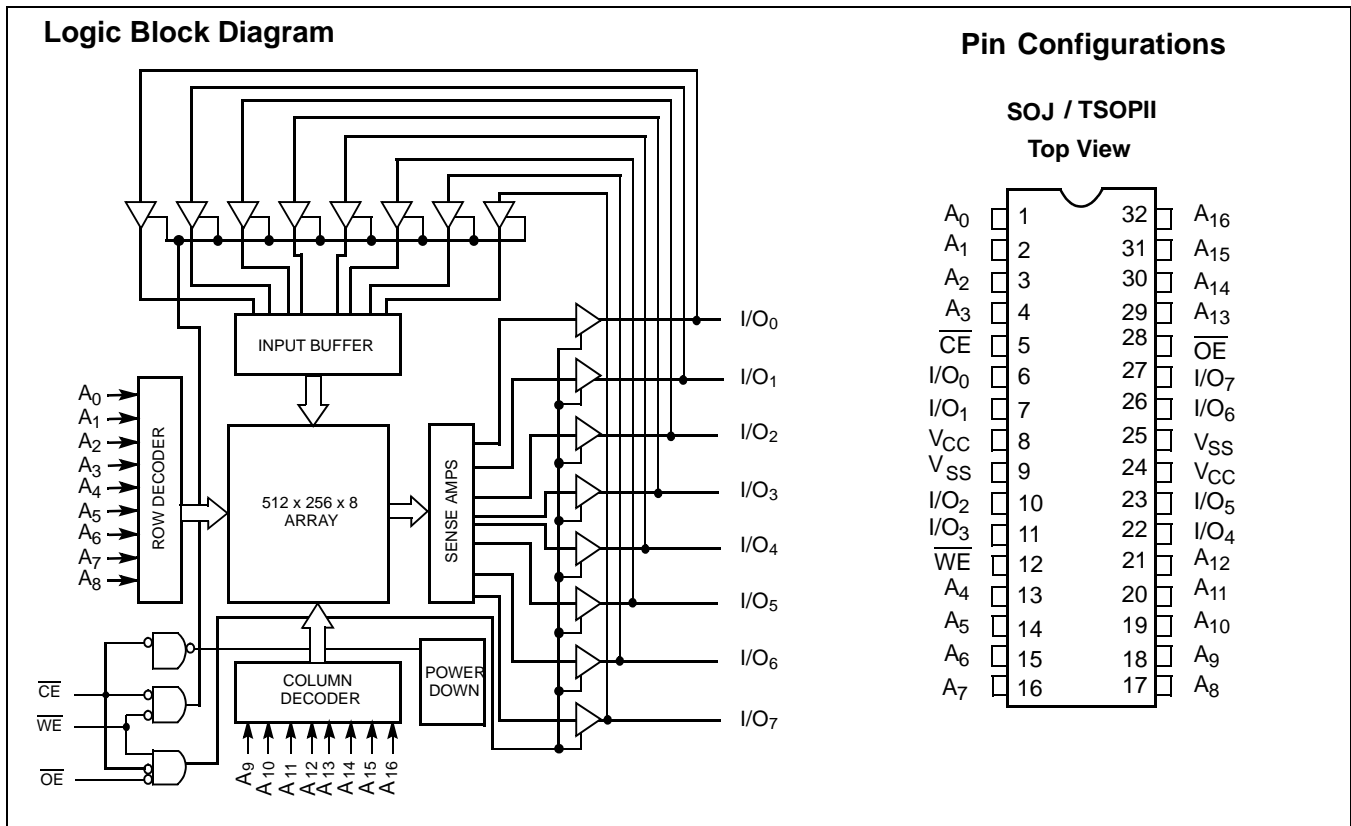 Logic Block Diagram
INPUT BUFFER
A0
A1
A2
A3
A4
A5
A6
A7
A8
ROW DECODER
512 x 256 x 8
ARRAY
SENSE AMPS
I/O0
I/O1
I/O2
I/O3
I/O4
I/O5
I/O6
I/O7
COLUMN
DECODER
POWER
DOWN
CE
WE
OE
A9
A10
A11
A12
A13
A14
A15
A16
Pin Configurations
SOJ / TSOPII
Top View
A0 1 32 A16
A1 2 31 A15
A2 3 30 A14
A3 4 29 A13
CE 5 28 OE
I/O0 6 27 I/O7
I/O1 7 26 I/O6
VCC 8 25 VSS
VSS 9 24 VCC
I/O2 10 23 I/O5
I/O3 11 22 I/O4
WE 12 21 A12
A4 13 20 A11
A5 14 19 A10
A6 15 18 A9
A7 16 17 A8